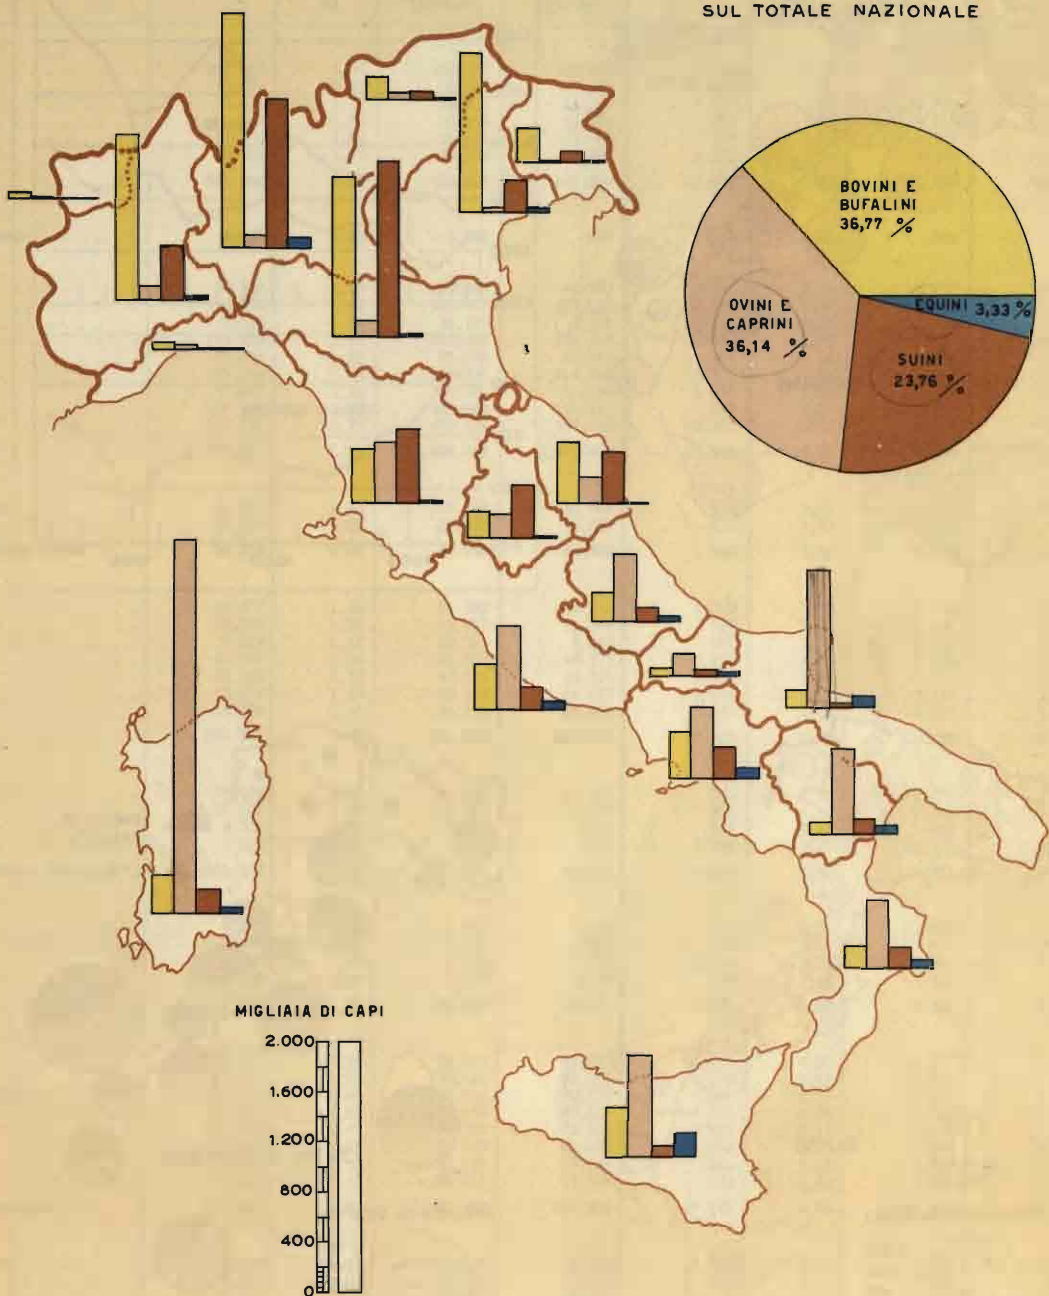 SUL TOTALE NAZIONALE
BOVINI E
BUFALINI
36,77 %
EQUINI 3,33 %
OVINI E
CAPRINI
36,14 %
SUINI
23,76 %
MIGLIAIA DI CAPI
2.000
1.600
1.200
800
400
0